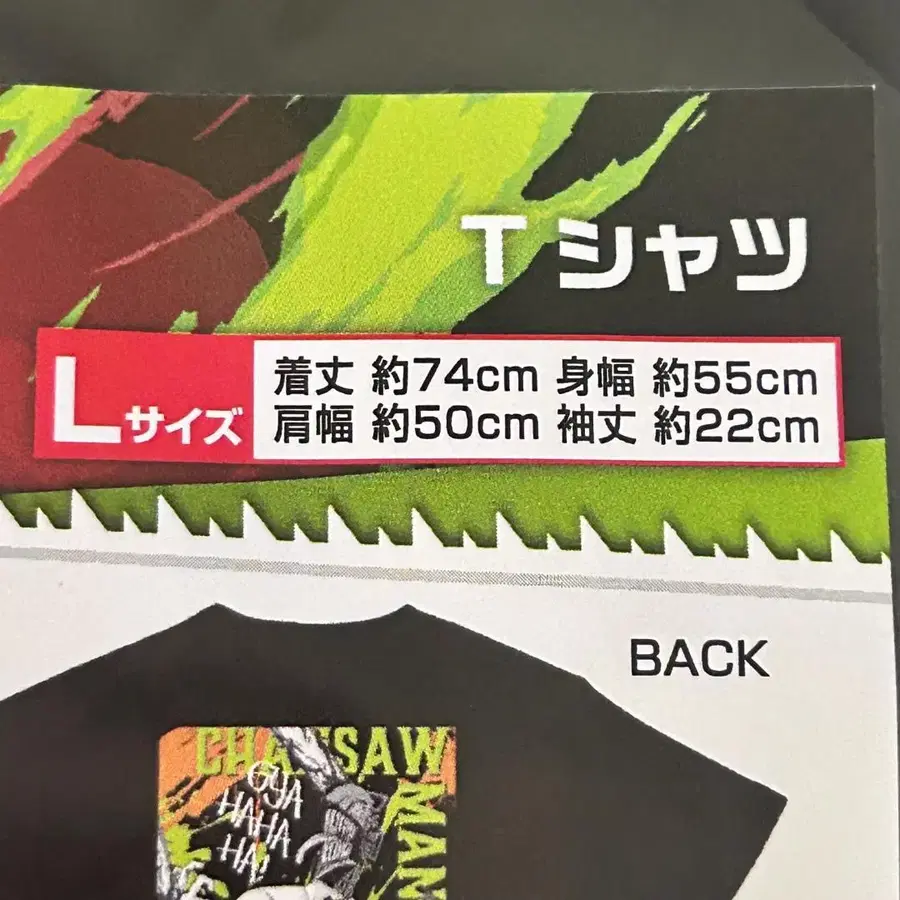 Tシャツ
Lサイズ
着丈 約74cm 身幅 約55cm
肩幅 約50cm 袖丈 約22cm
BACK
CHAINSAW
MAN
GYA
HAHA
HA!